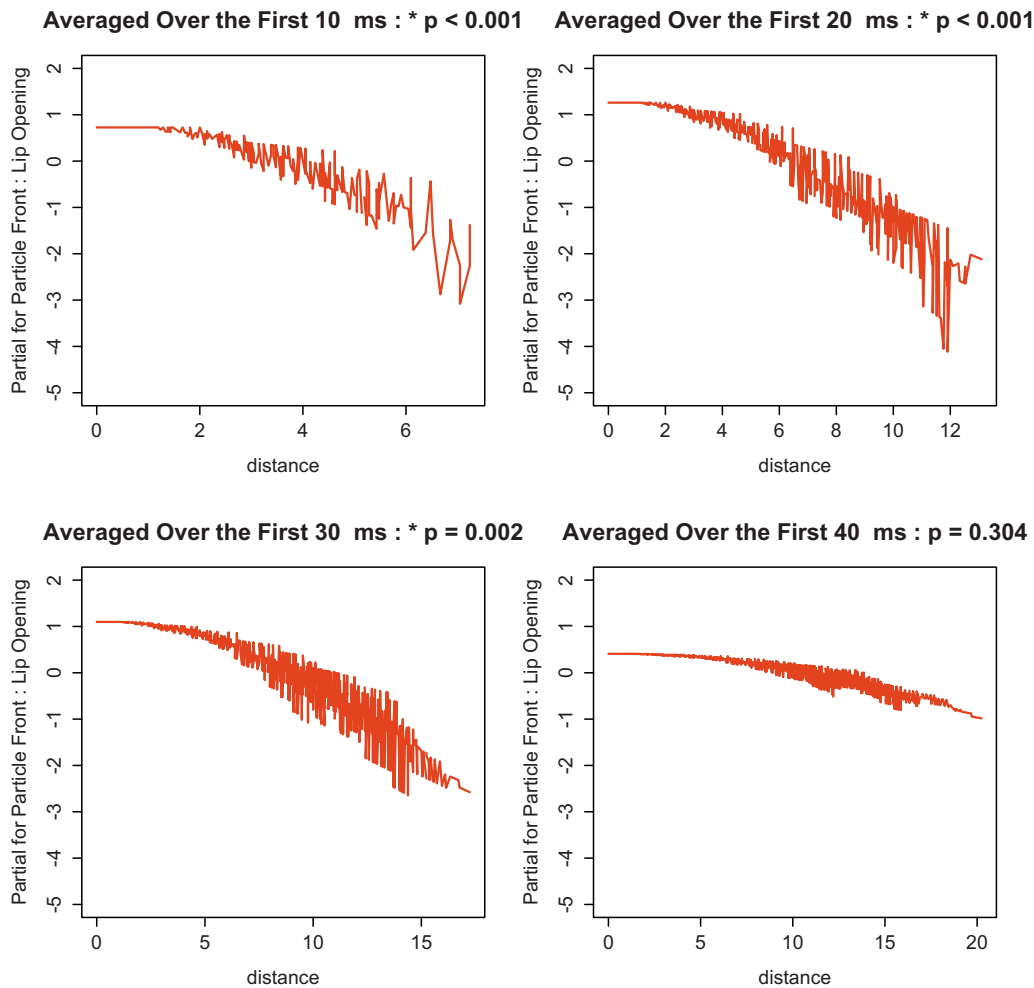 Averaged Over the First 10 ms : * p < 0.001
Partial for Particle Front : Lip Opening
2
1
0
-1
-2
-3
-4
-5
0 2 4 6
distance
Averaged Over the First 20 ms : * p < 0.001
Partial for Particle Front : Lip Opening
2
1
0
-1
-2
-3
-4
-5
0 2 4 6 8 10 12
distance
Averaged Over the First 30 ms : * p = 0.002
Partial for Particle Front : Lip Opening
2
1
0
-1
-2
-3
-4
-5
0 5 10 15
distance
Averaged Over the First 40 ms : p = 0.304
Partial for Particle Front : Lip Opening
2
1
0
-1
-2
-3
-4
-5
0 5 10 15 20
distance